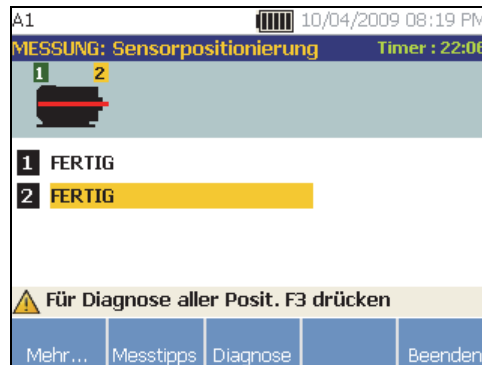 A1 10/04/2009 08:19 PM
MESSUNG: Sensorpositionierung Timer : 22:06
1 2
1 FERTIG
2 FERTIG
Für Diagnose aller Posit. F3 drücken
Mehr... Messtipps Diagnose Beenden